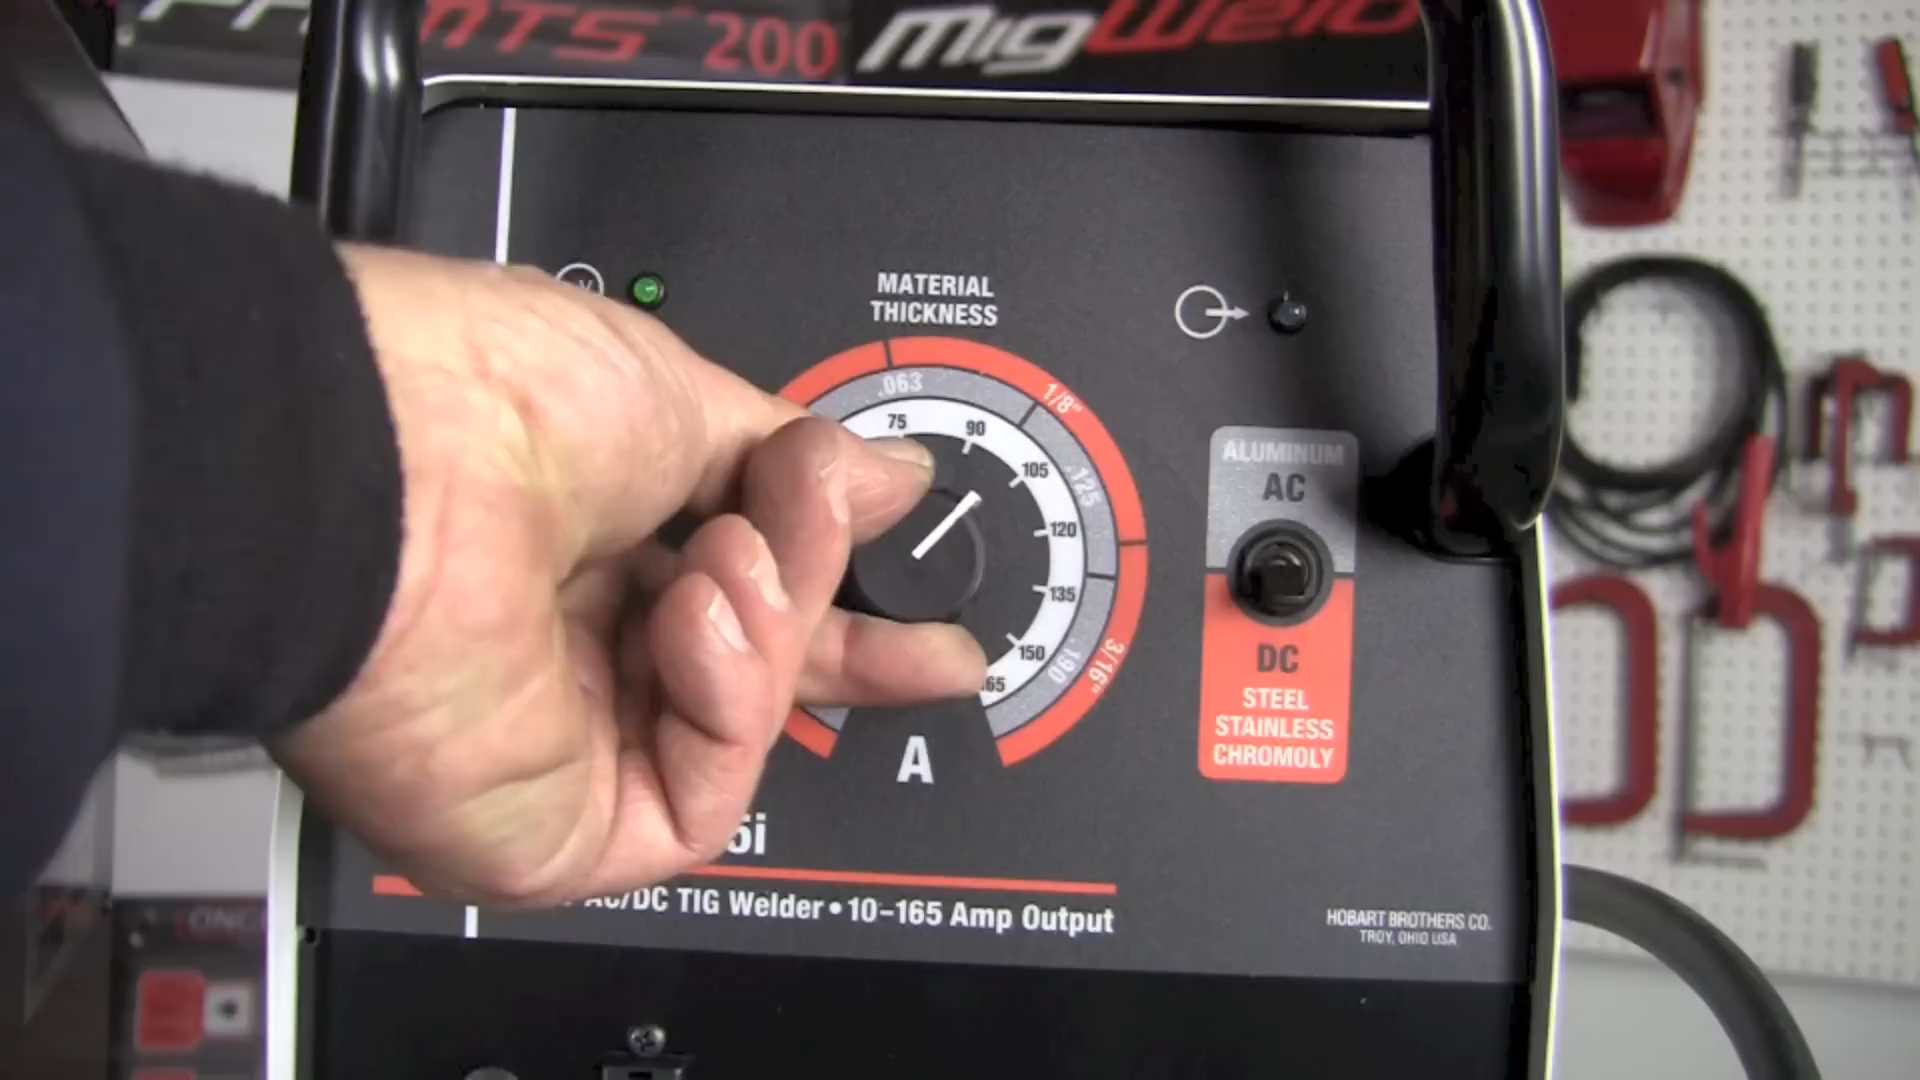 MTS 200 MigWeld
V
MATERIAL
THICKNESS
.063
1/8"
75
90
105
.125
120
135
150
.190
3/16"
65
A
ALUMINUM
AC
DC
STEEL
STAINLESS
CHROMOLY
5i
AC/DC TIG Welder • 10-165 Amp Output
HOBART BROTHERS CO.
TROY, OHIO USA